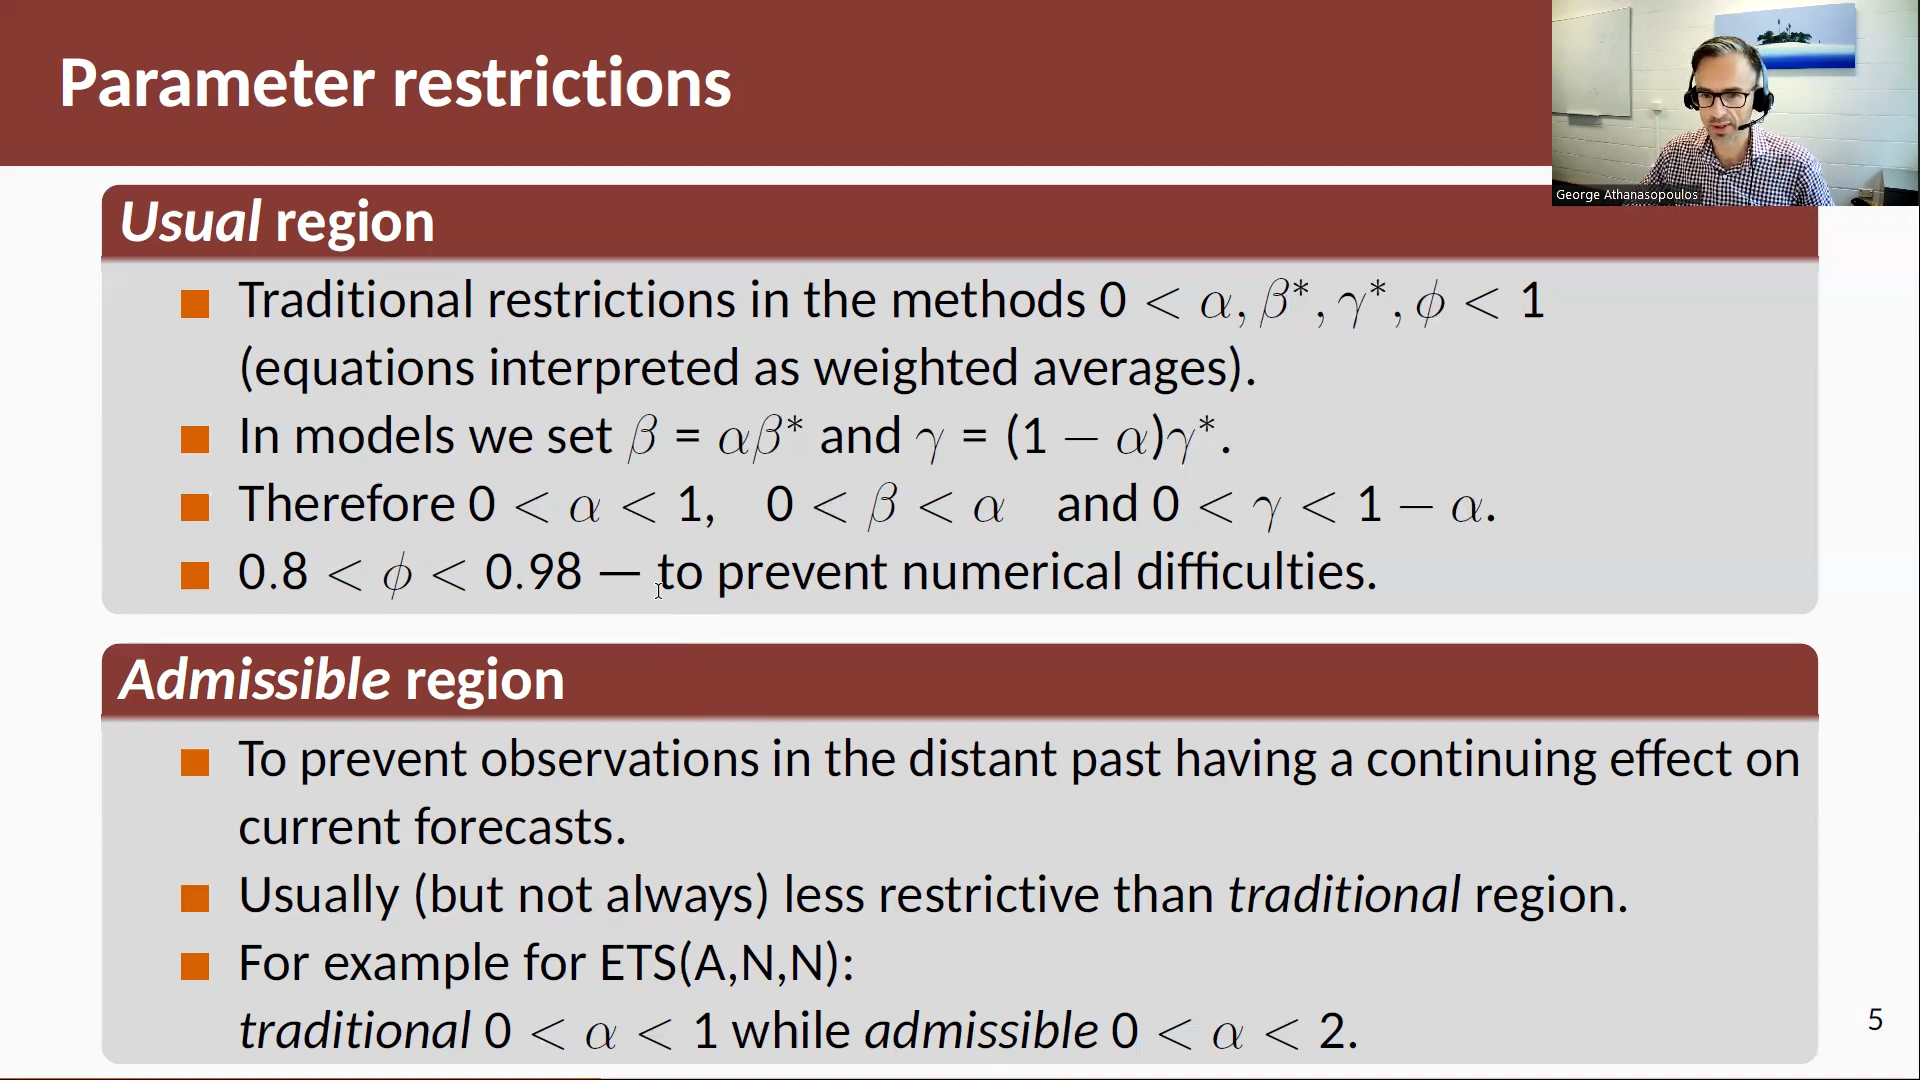 Parameter restrictions
George Athanasopoulos
Usual region
Traditional restrictions in the methods 0 < α, β*, γ*, ϕ < 1
(equations interpreted as weighted averages).
In models we set β = αβ* and γ = (1 − α)γ*.
Therefore 0 < α < 1, 0 < β < α and 0 < γ < 1 − α.
0.8 < ϕ < 0.98 — to prevent numerical difficulties.
Admissible region
To prevent observations in the distant past having a continuing effect on
current forecasts.
Usually (but not always) less restrictive than traditional region.
For example for ETS(A,N,N):
traditional 0 < α < 1 while admissible 0 < α < 2.
5